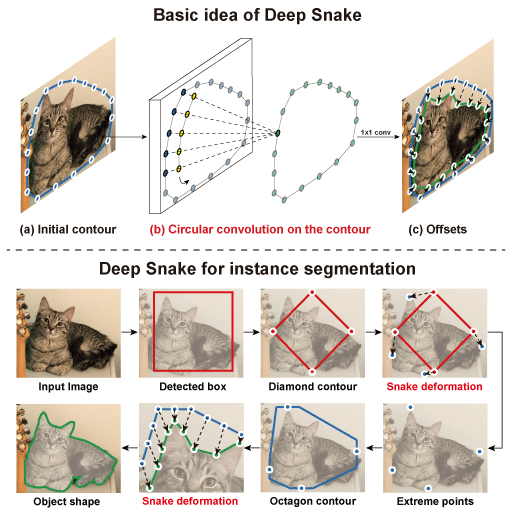 Basic idea of Deep Snake
1x1 conv
(a) Initial contour
(b) Circular convolution on the contour
(c) Offsets
Deep Snake for instance segmentation
Input Image
Detected box
Diamond contour
Snake deformation
Object shape
Snake deformation
Octagon contour
Extreme points